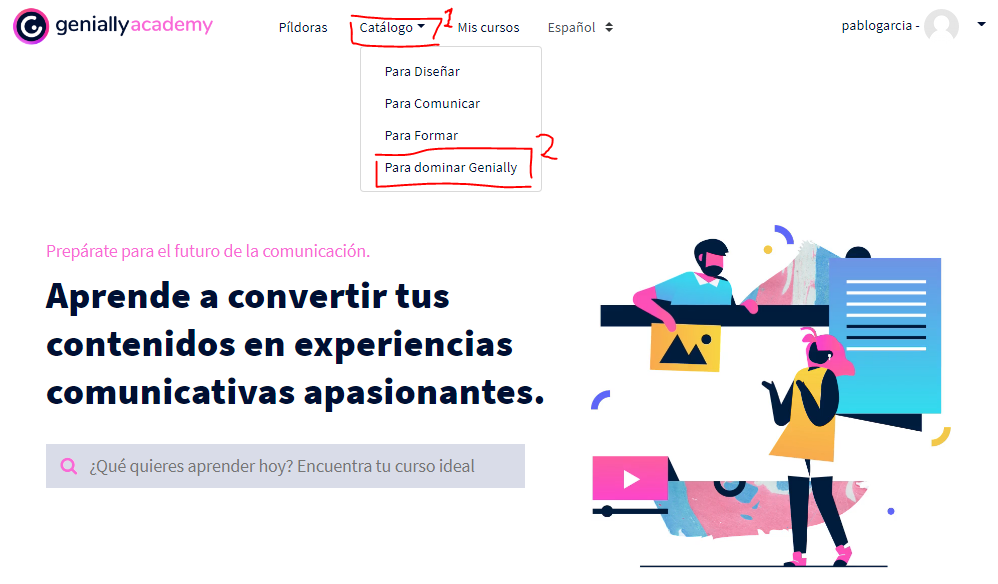 geniallyacademy
Píldoras Catálogo 1 Mis cursos Español pablogarcia -
Para Diseñar
Para Comunicar
Para Formar
2
Para dominar Genially
Prepárate para el futuro de la comunicación.
Aprende a convertir tus
contenidos en experiencias
comunicativas apasionantes.
¿Qué quieres aprender hoy? Encuentra tu curso ideal